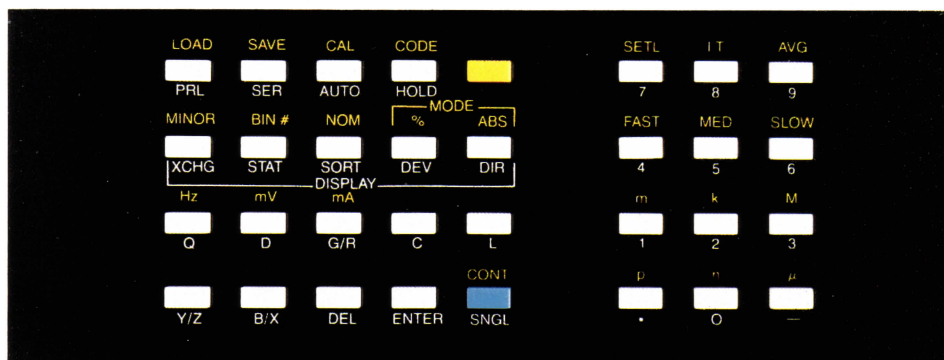 LOAD SAVE CAL CODE SETL I.T AVG
PRL SER AUTO HOLD 7 8 9
MODE
MINOR BIN # NOM % ABS FAST MED SLOW
XCHG STAT SORT DEV DIR 4 5 6
DISPLAY
Hz mV mA m k M
Q D G/R C L 1 2 3
CONT p n µ
Y/Z B/X DEL ENTER SNGL • O —